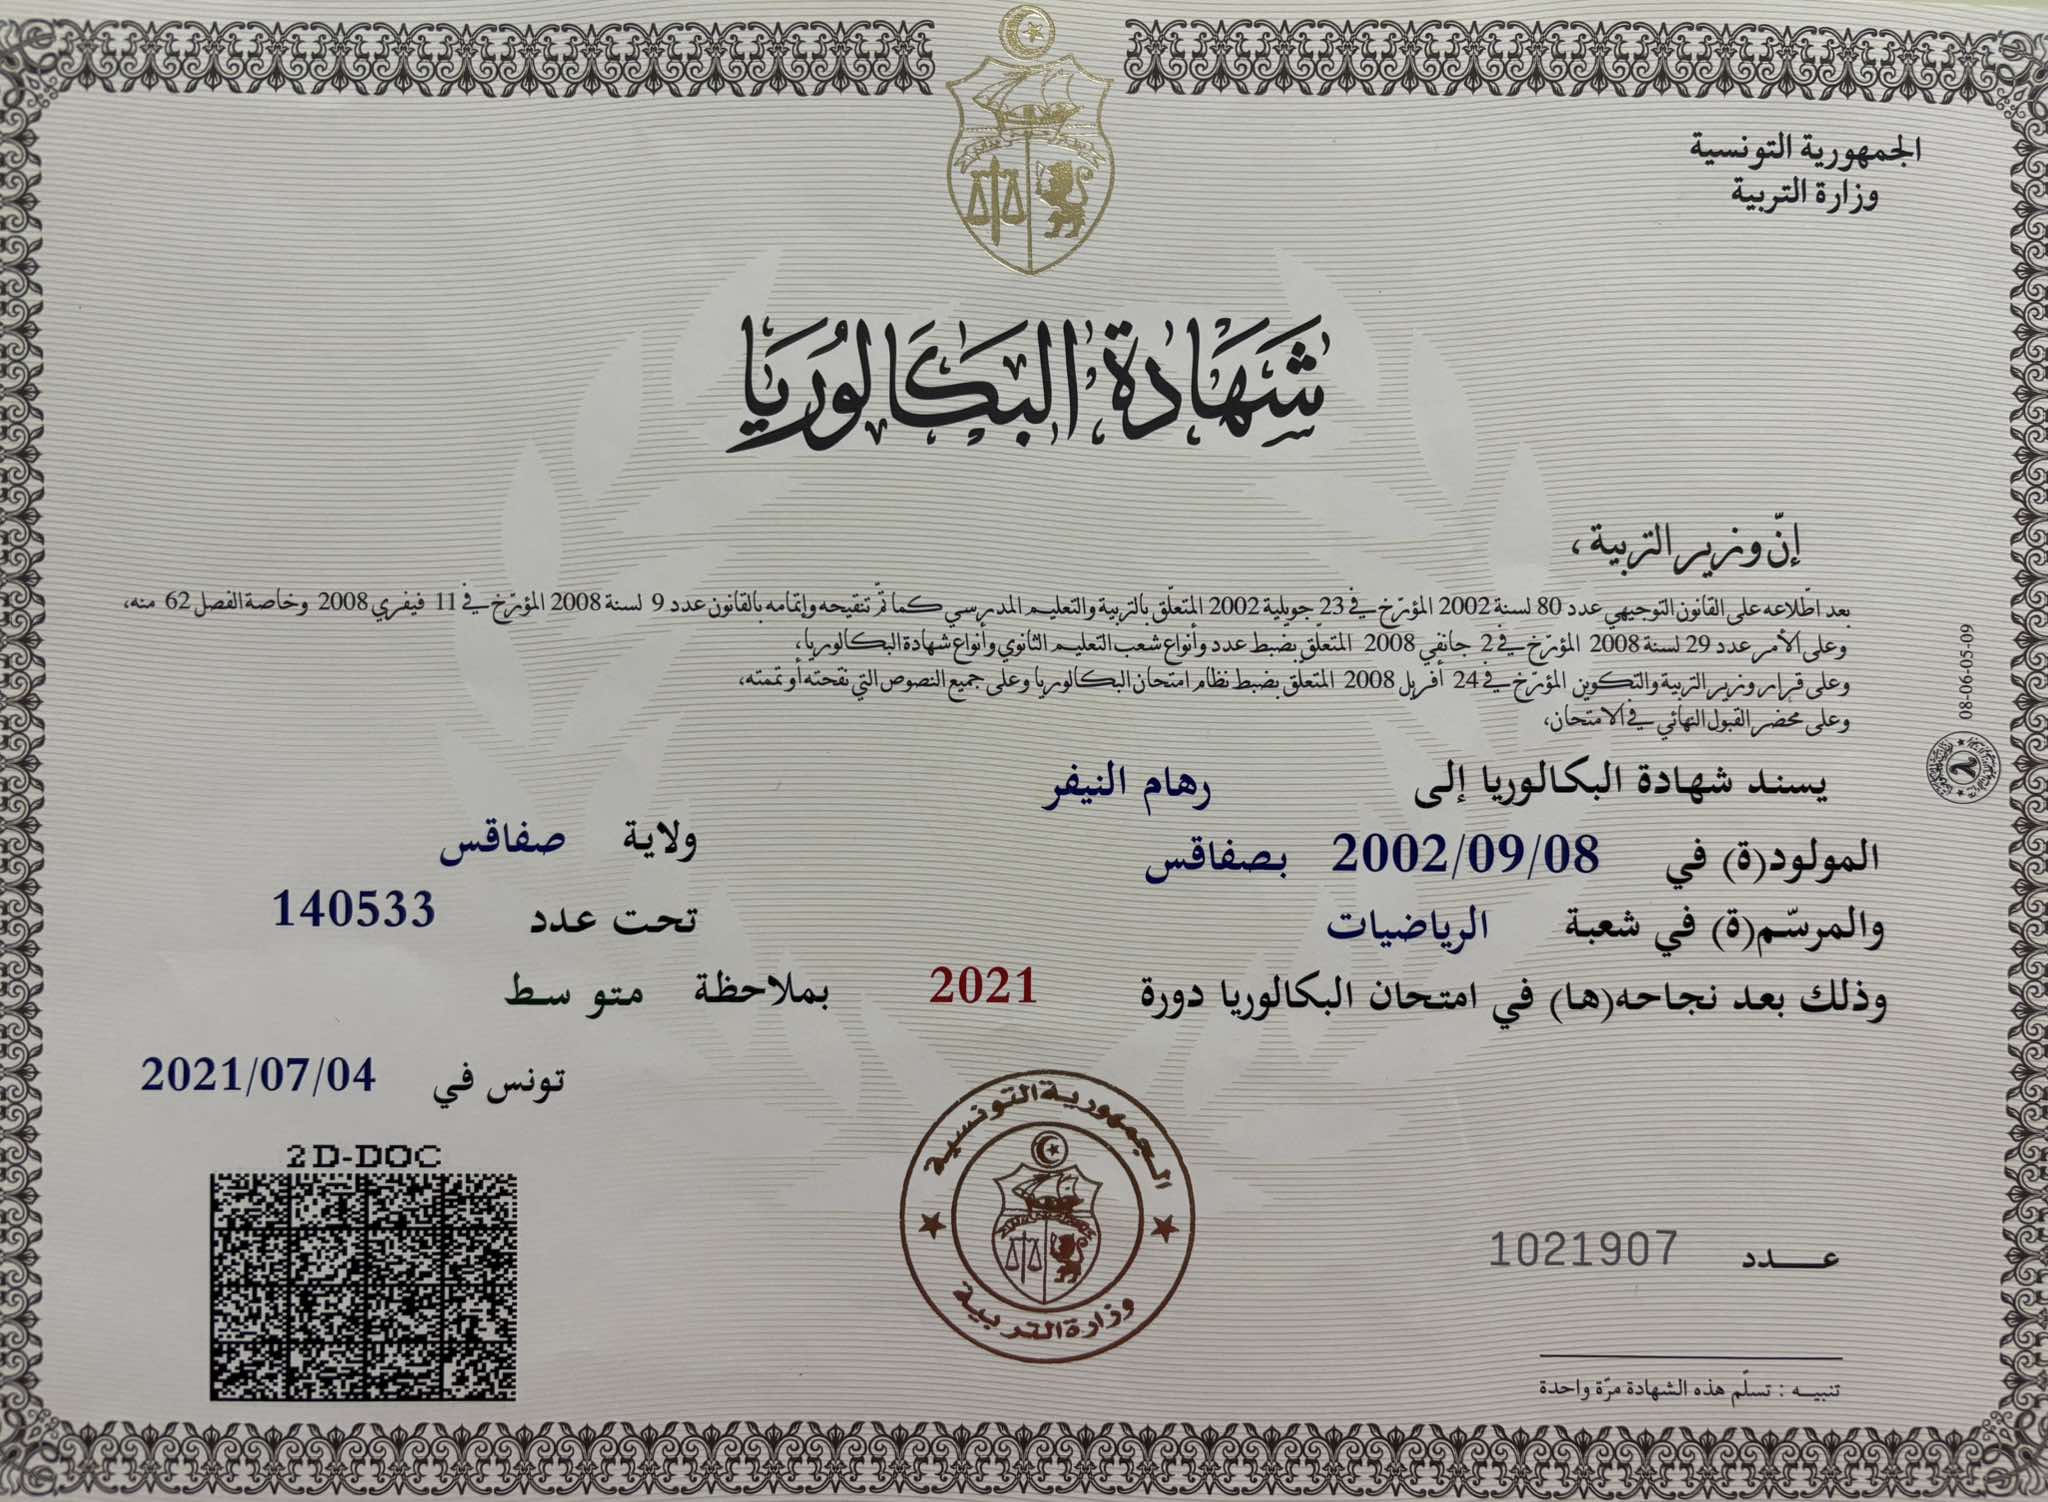 الجمهورية التونسية
وزارة التربية
شَهَادَة البَكَالوُريَا
إنّ وزير التربية،
بعد اطّلاعه على القانون التوجيهي عدد 80 لسنة 2002 المؤرّخ في 23 جويلية 2002 المتعلّق بالتربية والتعليم المدرسي كما تمّ تنقيحه وإتمامه بالقانون عدد 9 لسنة 2008 المؤرّخ في 11 فيفري 2008 وخاصة الفصل 62 منه،
وعلى الأمر عدد 29 لسنة 2008 المؤرّخ في 2 جانفي 2008 المتعلّق بضبط عدد وأنواع شعب التعليم الثانوي وأنواع شهادة البكالوريا،
وعلى قرار وزير التربية والتكوين المؤرّخ في 24 أفريل 2008 المتعلّق بضبط نظام امتحان البكالوريا وعلى جميع النصوص التي نقحته أو تممته،
وعلى محضر القبول النهائي في الامتحان،
يسند شهادة البكالوريا إلى رهام النيفر
المولود(ة) في 2002/09/08 بصفاقس ولاية صفاقس
والمرسّم(ة) في شعبة الرياضيات تحت عدد 140533
وذلك بعد نجاحه(ها) في امتحان البكالوريا دورة 2021 بملاحظة متوسط
تونس في 2021/07/04
2D-DOC
الجمهورية التونسية
وزارة التربية
عدد 1021907
تنبيه : تسلّم هذه الشهادة مرّة واحدة
08-06-05-09